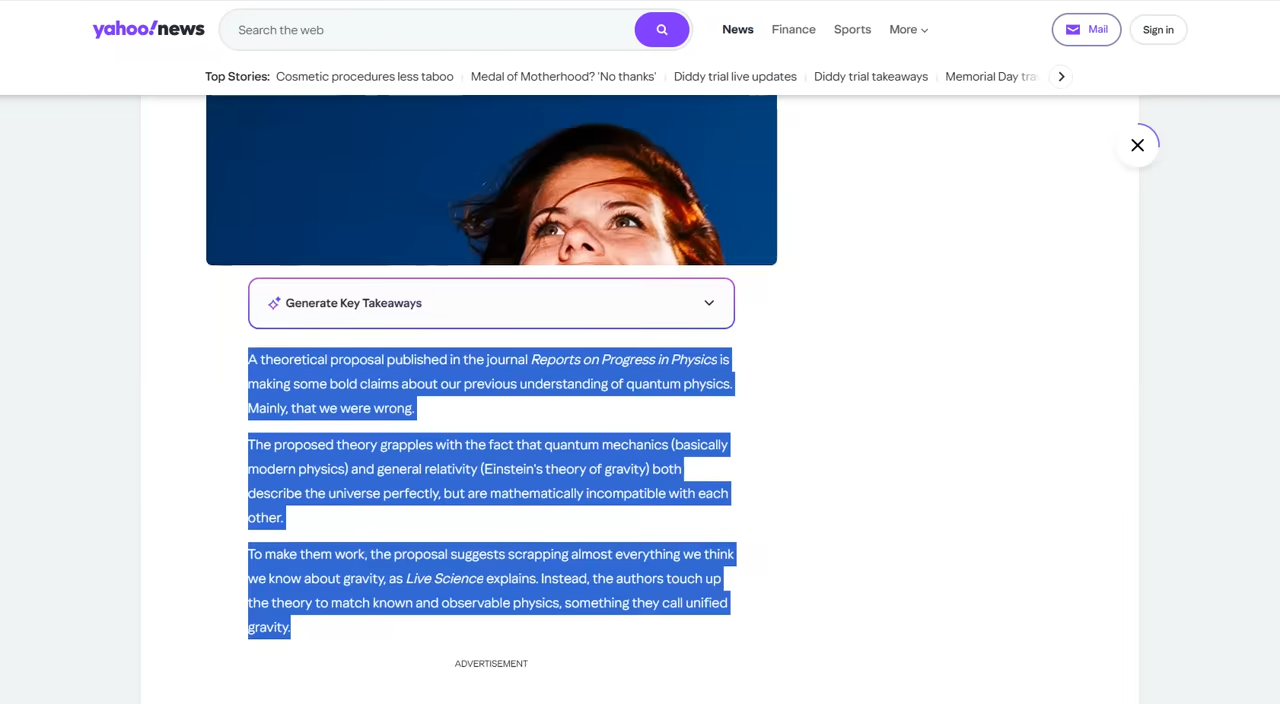 yahoo!news
Search the web
News Finance Sports More
Mail
Sign in
Top Stories: Cosmetic procedures less taboo Medal of Motherhood? 'No thanks' Diddy trial live updates Diddy trial takeaways Memorial Day tra
Generate Key Takeaways
A theoretical proposal published in the journal Reports on Progress in Physics is
making some bold claims about our previous understanding of quantum physics.
Mainly, that we were wrong.
The proposed theory grapples with the fact that quantum mechanics (basically
modern physics) and general relativity (Einstein's theory of gravity) both
describe the universe perfectly, but are mathematically incompatible with each
other.
To make them work, the proposal suggests scrapping almost everything we think
we know about gravity, as Live Science explains. Instead, the authors touch up
the theory to match known and observable physics, something they call unified
gravity.
ADVERTISEMENT